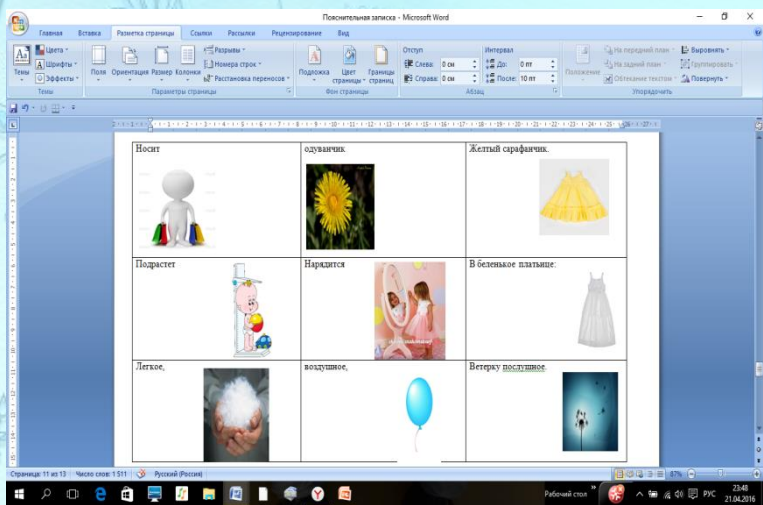 Пояснительная записка - Microsoft Word
Главная Вставка Разметка страницы Ссылки Рассылки Рецензирование Вид
Темы
Цвета
Шрифты
Эффекты
Темы
Поля Ориентация Размер Колонки
Разрывы
Номера строк
Расстановка переносов
Параметры страницы
Подложка Цвет страницы Границы страниц
Фон страницы
Отступ
Слева: 0 см
Справа: 0 см
Интервал
До: 0 пт
После: 10 пт
Абзац
Положение
На передний план
На задний план
Обтекание текстом
Выровнять
Группировать
Повернуть
Упорядочить
Носит одуванчик Желтый сарафанчик.
Подрастет Нарядится В беленькое платьице:
Легкое, воздушное, Ветерку послушное.
Страница: 11 из 13 Число слов: 1 511 Русский (Россия) 87%
Рабочий стол РУС 23:48
21.04.2016